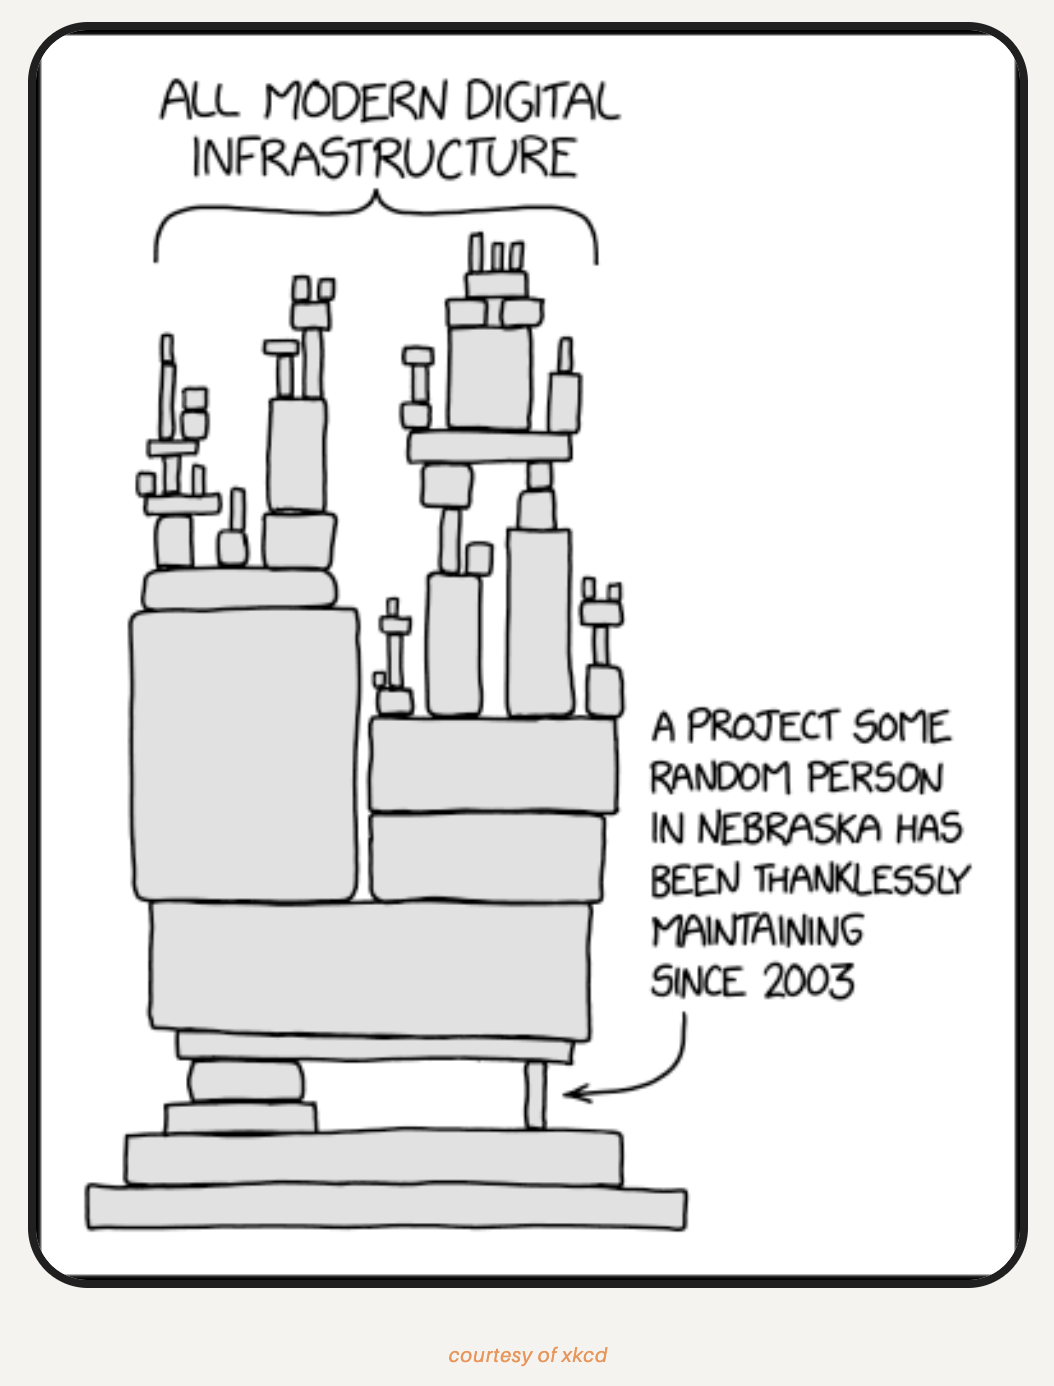 ALL MODERN DIGITAL
INFRASTRUCTURE
A PROJECT SOME
RANDOM PERSON
IN NEBRASKA HAS
BEEN THANKLESSLY
MAINTAINING
SINCE 2003
courtesy of xkcd